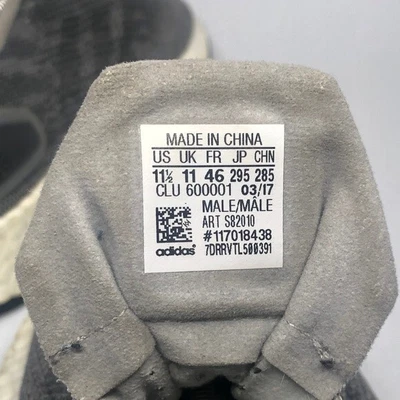 MADE IN CHINA
US UK FR JP CHN
11½ 11 46 295 285
CLU 600001 03/17
MALE/MÂLE
ART S82010
#117018438
adidas 7DRRVTL500391